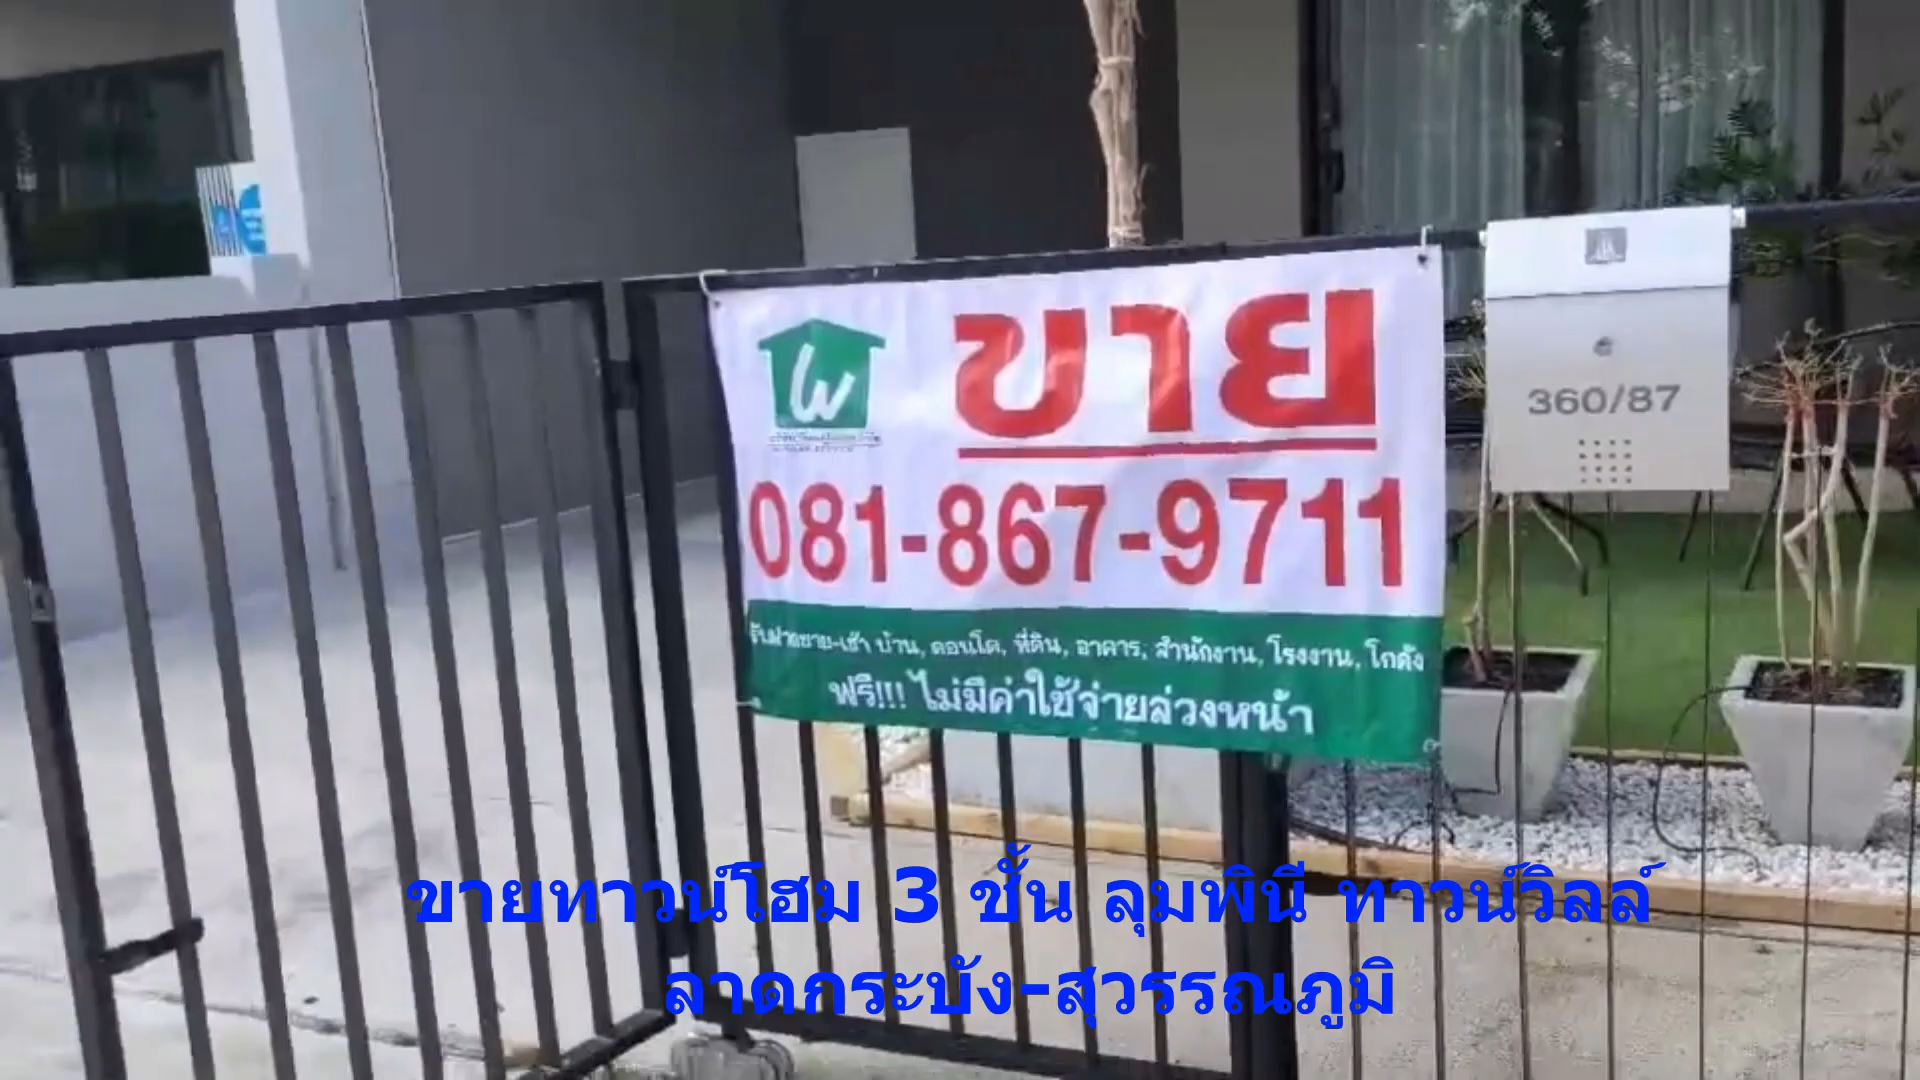 ขาย
081-867-9711
รับฝากขาย-เช่า บ้าน, คอนโด, ที่ดิน, อาคาร, สำนักงาน, โรงงาน, โกดัง
ฟรี!!! ไม่มีค่าใช้จ่ายล่วงหน้า
360/87
ขายทาวน์โฮม 3 ชั้น ลุมพินี ทาวน์วิลล์
ลาดกระบัง-สุวรรณภูมิ